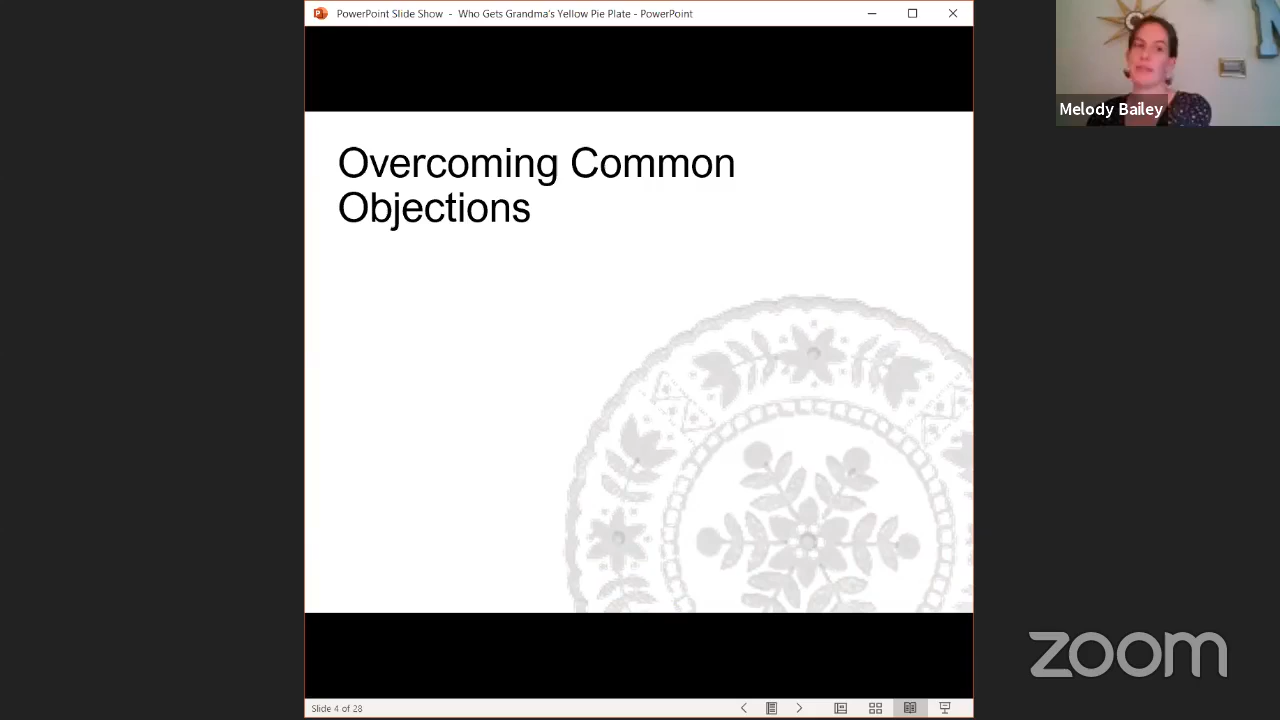 PowerPoint Slide Show - Who Gets Grandma's Yellow Pie Plate - PowerPoint
Melody Bailey
Overcoming Common
Objections
zoom
Slide 4 of 28